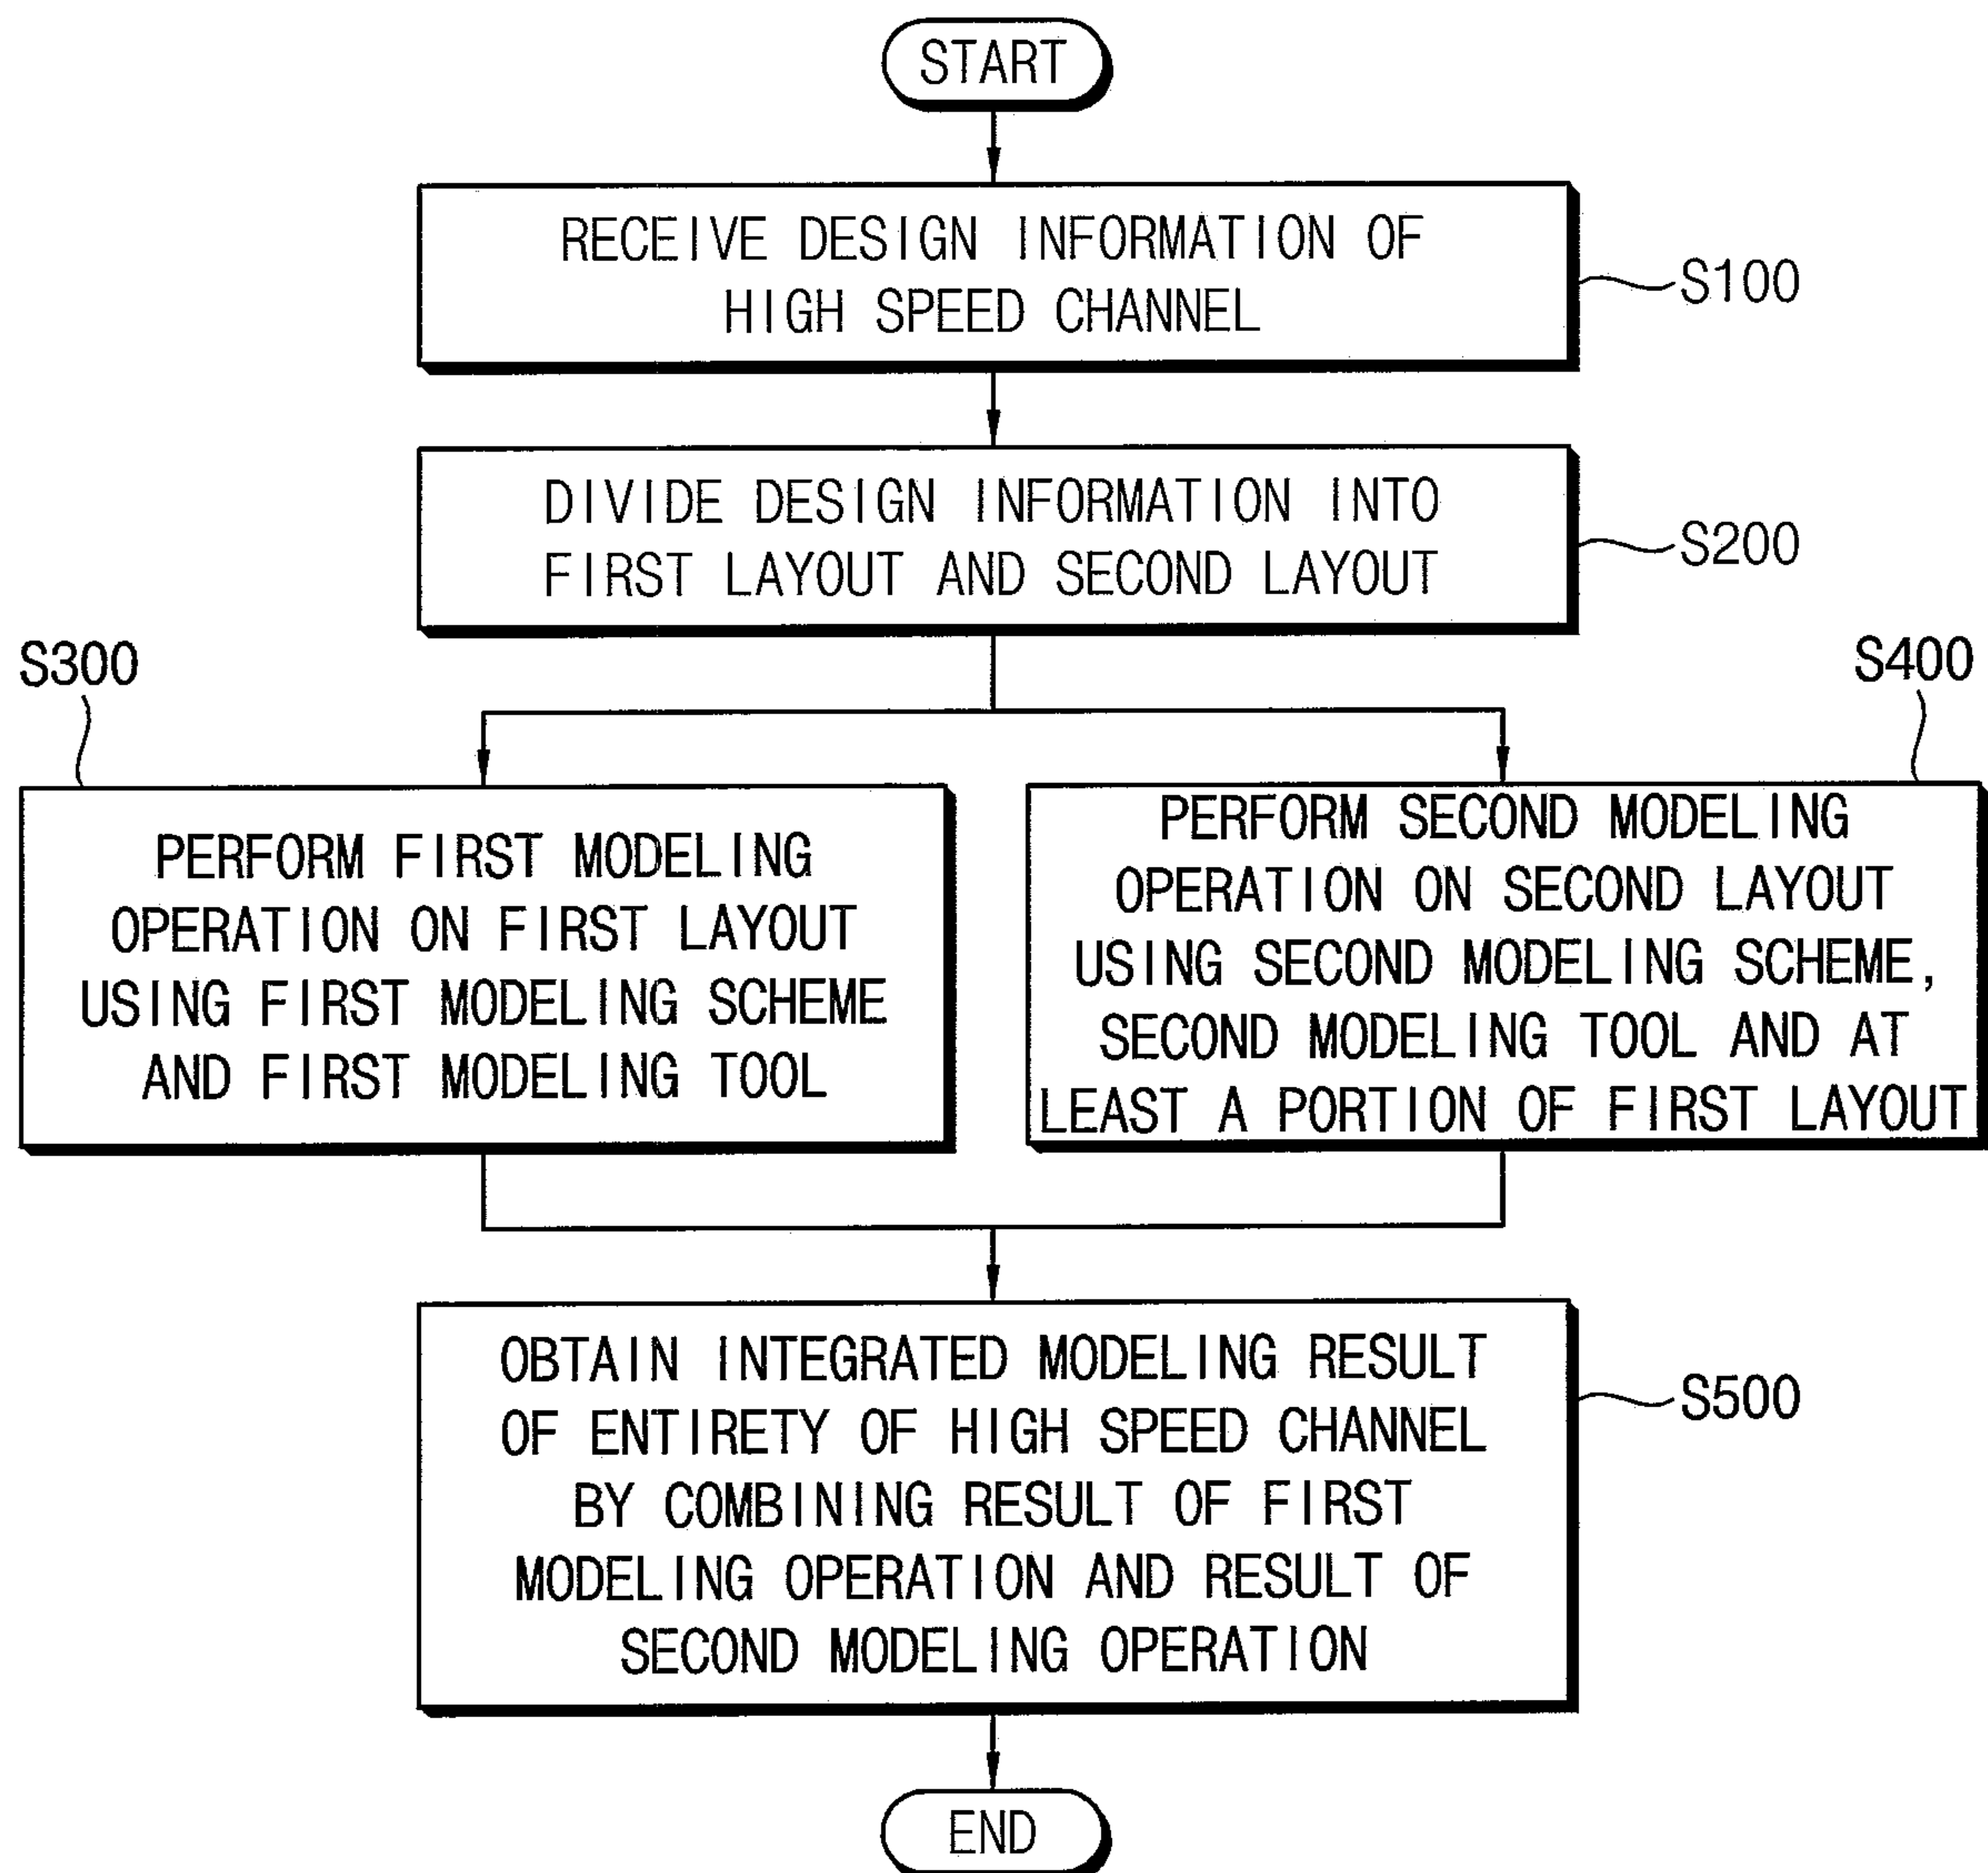 START
RECEIVE DESIGN INFORMATION OF
HIGH SPEED CHANNEL
S100
DIVIDE DESIGN INFORMATION INTO
FIRST LAYOUT AND SECOND LAYOUT
S200
S300
PERFORM FIRST MODELING
OPERATION ON FIRST LAYOUT
USING FIRST MODELING SCHEME
AND FIRST MODELING TOOL
S400
PERFORM SECOND MODELING
OPERATION ON SECOND LAYOUT
USING SECOND MODELING SCHEME,
SECOND MODELING TOOL AND AT
LEAST A PORTION OF FIRST LAYOUT
OBTAIN INTEGRATED MODELING RESULT
OF ENTIRETY OF HIGH SPEED CHANNEL
BY COMBINING RESULT OF FIRST
MODELING OPERATION AND RESULT OF
SECOND MODELING OPERATION
S500
END